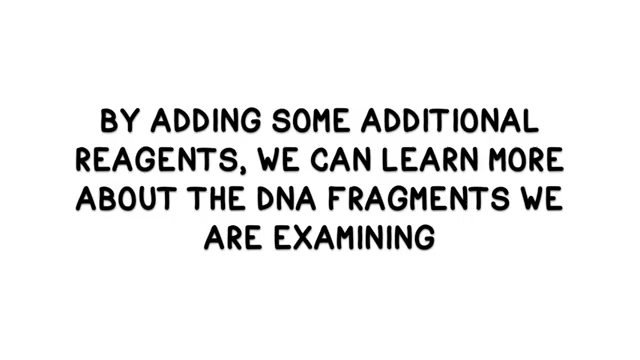 BY ADDING SOME ADDITIONAL
REAGENTS, WE CAN LEARN MORE
ABOUT THE DNA FRAGMENTS WE
ARE EXAMINING